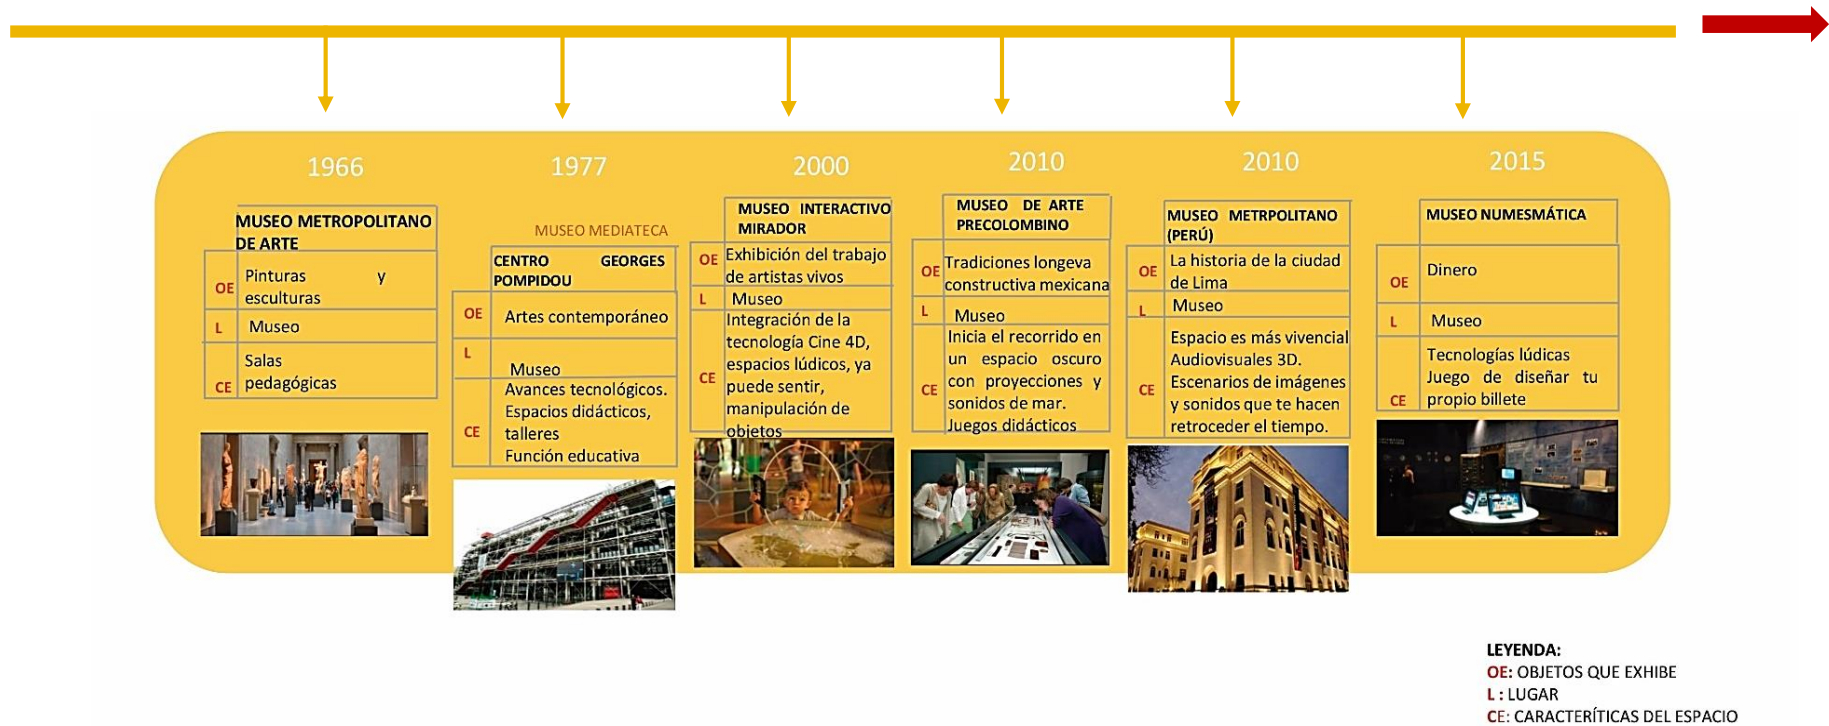 1966
MUSEO METROPOLITANO
DE ARTE
OE
Pinturas y
esculturas
L
Museo
CE
Salas
pedagógicas
1977
MUSEO MEDIATECA
CENTRO GEORGES
POMPIDOU
OE
Artes contemporáneo
L
Museo
CE
Avances tecnológicos.
Espacios didácticos,
talleres
Función educativa
2000
MUSEO INTERACTIVO
MIRADOR
OE
Exhibición del trabajo
de artistas vivos
L
Museo
CE
Integración de la
tecnología Cine 4D,
espacios lúdicos, ya
puede sentir,
manipulación de
objetos
2010
MUSEO DE ARTE
PRECOLOMBINO
OE
Tradiciones longeva
constructiva mexicana
L
Museo
CE
Inicia el recorrido en
un espacio oscuro
con proyecciones y
sonidos de mar.
Juegos didácticos
2010
MUSEO METRPOLITANO
(PERÚ)
OE
La historia de la ciudad
de Lima
L
Museo
CE
Espacio es más vivencial
Audiovisuales 3D.
Escenarios de imágenes
y sonidos que te hacen
retroceder el tiempo.
2015
MUSEO NUMESMÁTICA
OE
Dinero
L
Museo
CE
Tecnologías lúdicas
Juego de diseñar tu
propio billete
LEYENDA:
OE: OBJETOS QUE EXHIBE
L : LUGAR
CE: CARACTERÍTICAS DEL ESPACIO